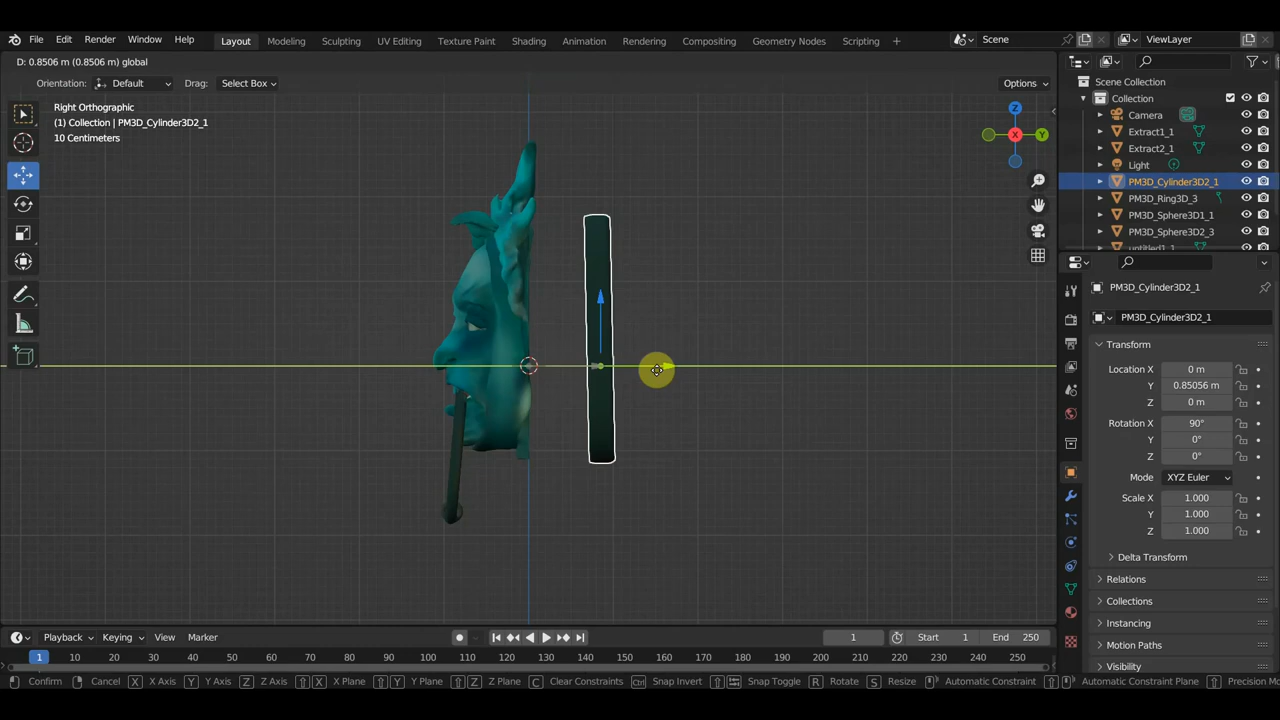 File Edit Render Window Help Layout Modeling Sculpting UV Editing Texture Paint Shading Animation Rendering Compositing Geometry Nodes Scripting + Scene ViewLayer
D: 0.8506 m (0.8506 m) global
Orientation: Default Drag: Select Box Options
Right Orthographic
(1) Collection | PM3D_Cylinder3D2_1
10 Centimeters
Z
X
Y
Scene Collection
Collection
Camera
Extract1_1
Extract2_1
Light
PM3D_Cylinder3D2_1
PM3D_Ring3D_3
PM3D_Sphere3D1_1
PM3D_Sphere3D2_3
untitled1_1
PM3D_Cylinder3D2_1
PM3D_Cylinder3D2_1
Transform
Location X 0 m
Y 0.85056 m
Z 0 m
Rotation X 90°
Y 0°
Z 0°
Mode XYZ Euler
Scale X 1.000
Y 1.000
Z 1.000
Delta Transform
Relations
Collections
Instancing
Motion Paths
Visibility
Playback Keying View Marker 1 Start 1 End 250
1 10 20 30 40 50 60 70 80 90 100 110 120 130 140 150 160 170 180 190 200 210 220 230 240 250
Confirm Cancel X X Axis Y Y Axis Z Z Axis X X Plane Y Y Plane Z Z Plane C Clear Constraints Ctrl Snap Invert Snap Toggle R Rotate S Resize Automatic Constraint Automatic Constraint Plane Precision Mo